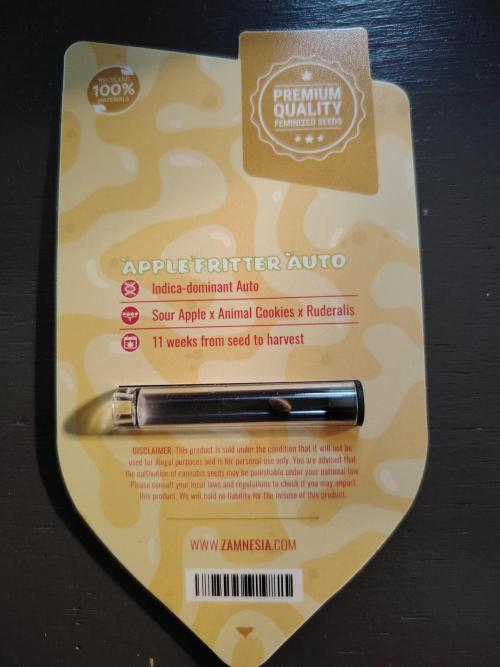 RECYCLED
100%
MATERIALS
PREMIUM
QUALITY
FEMINIZED SEEDS
APPLE FRITTER AUTO
Indica-dominant Auto
Sour Apple x Animal Cookies x Ruderalis
11 weeks from seed to harvest
DISCLAIMER: This product is sold under the condition that it will not be
used for illegal purposes and is for personal use only. You are advised that
the cultivation of cannabis seeds may be punishable under your national law.
Please consult your local laws and regulations to check if you may import
this product. We will hold no liability for the misuse of this product.
WWW.ZAMNESIA.COM